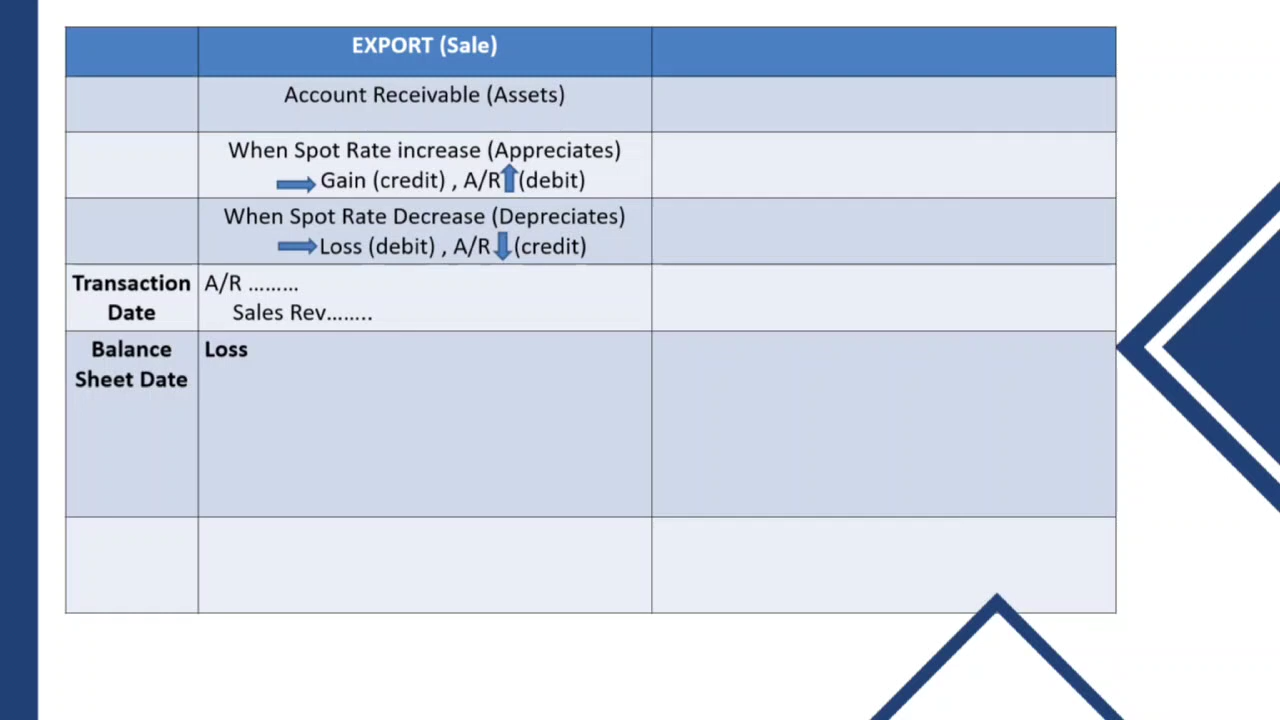 EXPORT (Sale)
Account Receivable (Assets)
When Spot Rate increase (Appreciates)
Gain (credit) , A/R (debit)
When Spot Rate Decrease (Depreciates)
Loss (debit) , A/R (credit)
Transaction Date
A/R .........
Sales Rev........
Balance Sheet Date
Loss